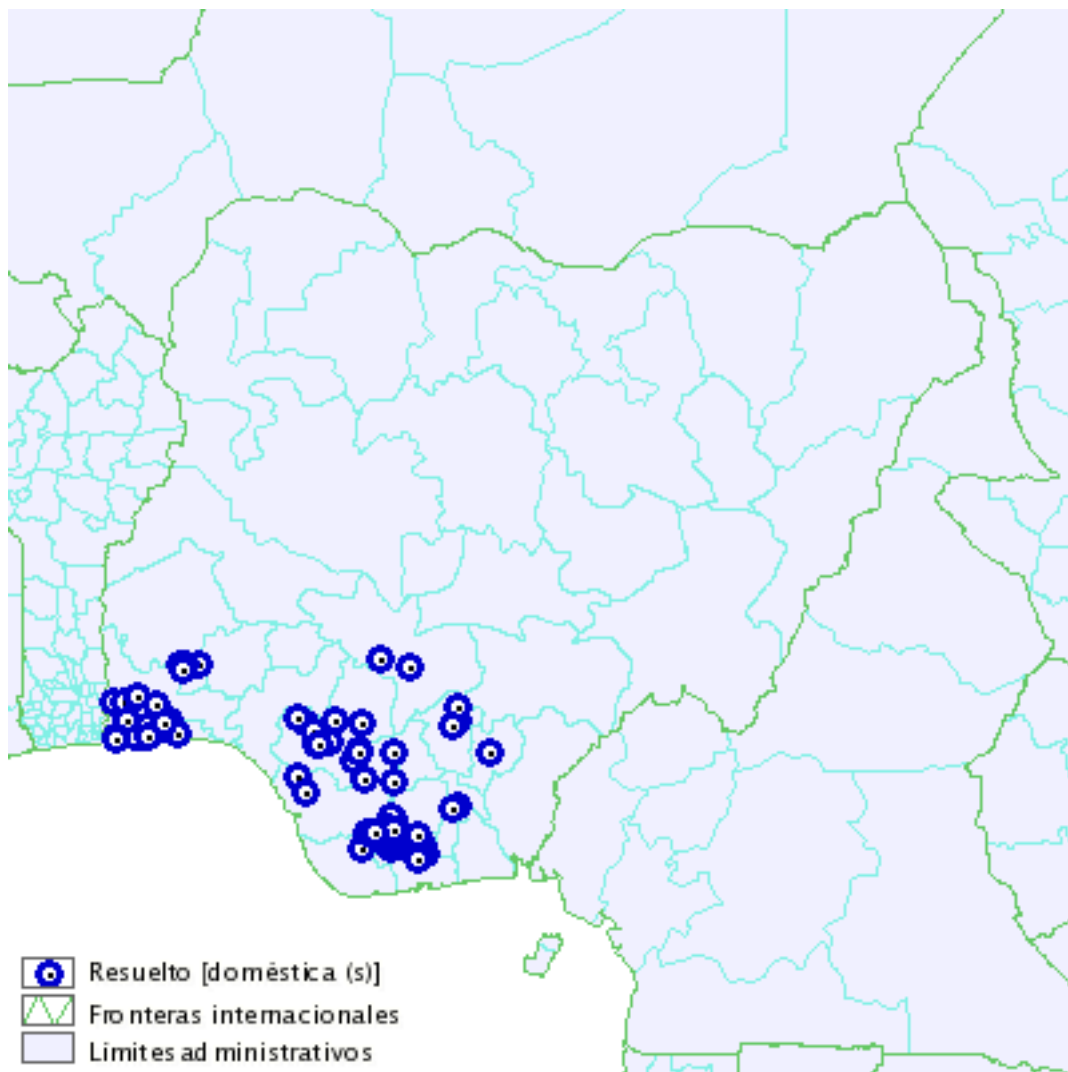 Resuelto [doméstica (s)]
Fronteras internacionales
Límites administrativos